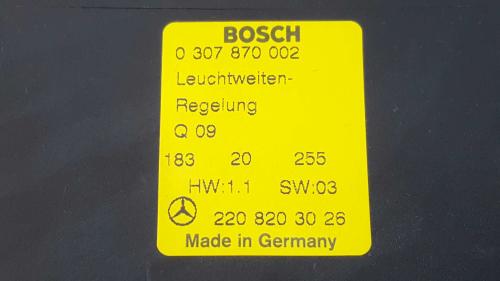 BOSCH
0 307 870 002
Leuchtweiten-
Regelung
Q 09
183 20 255
HW:1.1 SW:03
220 820 30 26
Made in Germany